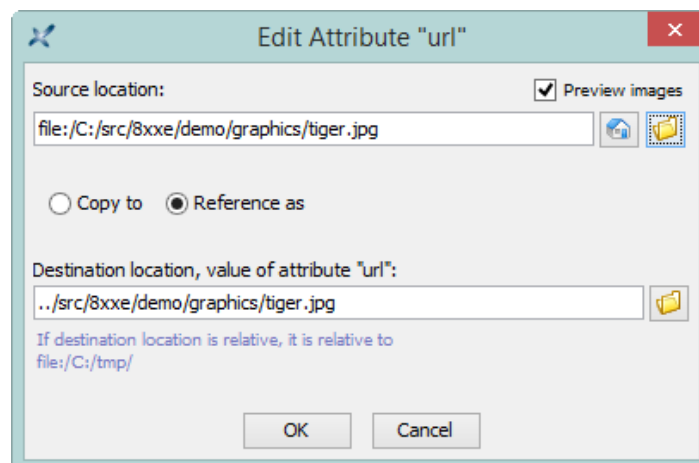 Edit Attribute "url"
Source location:
Preview images
file:/C:/src/8xxe/demo/graphics/tiger.jpg
Copy to
Reference as
Destination location, value of attribute "url":
../src/8xxe/demo/graphics/tiger.jpg
If destination location is relative, it is relative to
file:/C:/tmp/
OK
Cancel